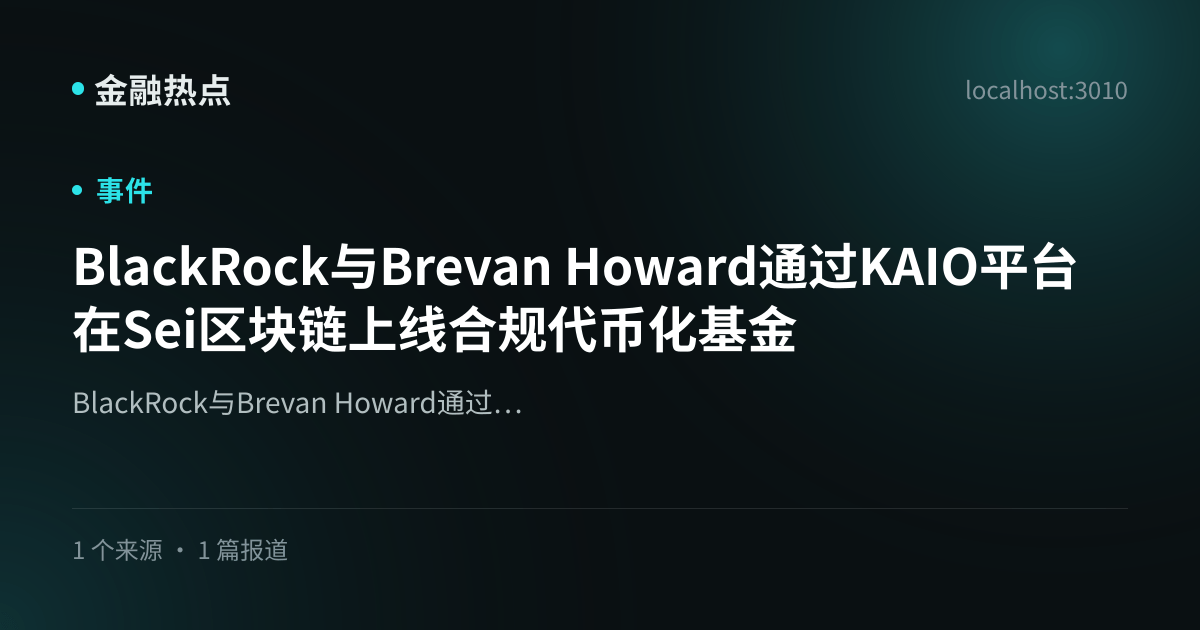 金融热点
localhost:3010
事件
BlackRock与Brevan Howard通过KAIO平台
在Sei区块链上线合规代币化基金
BlackRock与Brevan Howard通过…
1 个来源 · 1 篇报道